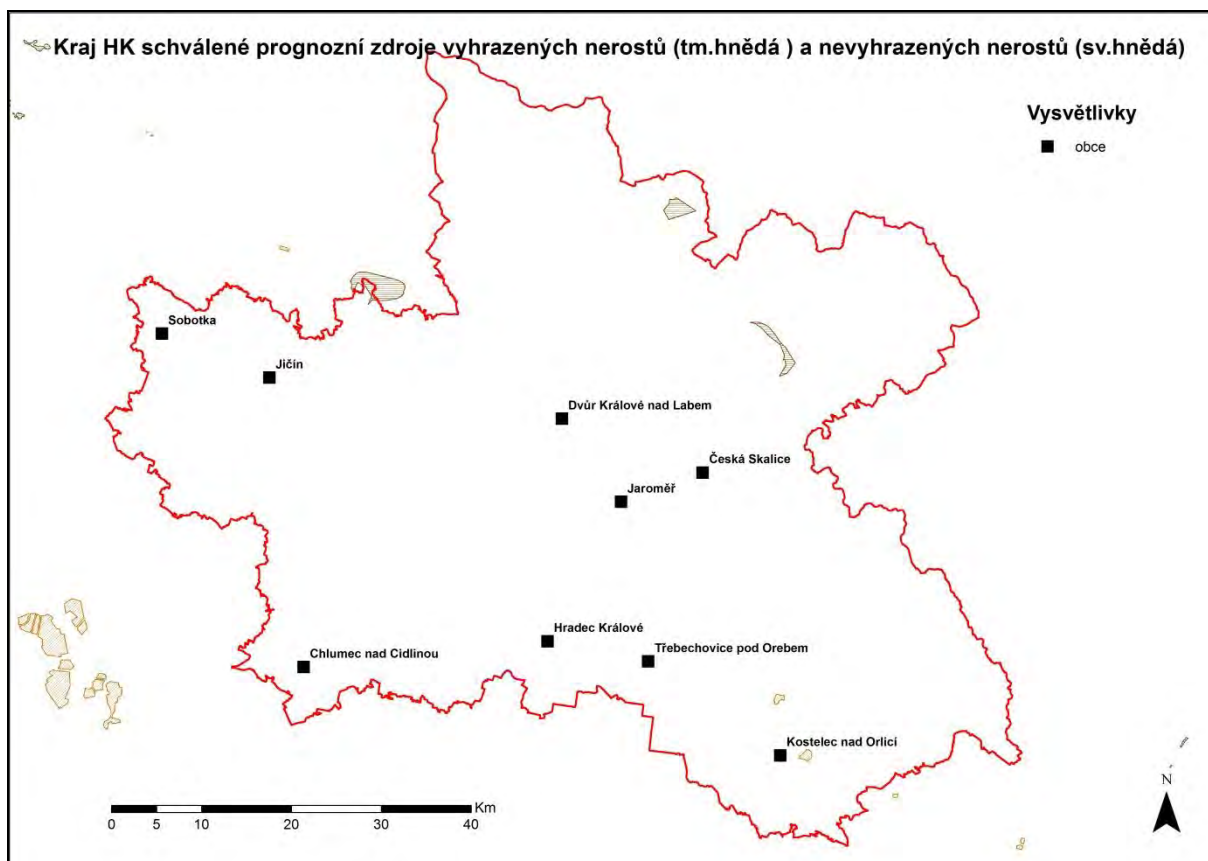 Kraj HK schválené prognozní zdroje vyhrazených nerostů (tm.hnědá ) a nevyhrazených nerostů (sv.hnědá)
Vysvětlivky
obce
Sobotka
Jičín
Dvůr Králové nad Labem
Česká Skalice
Jaroměř
Hradec Králové
Třebechovice pod Orebem
Chlumec nad Cidlinou
Kostelec nad Orlicí
N
Km
0 5 10 20 30 40